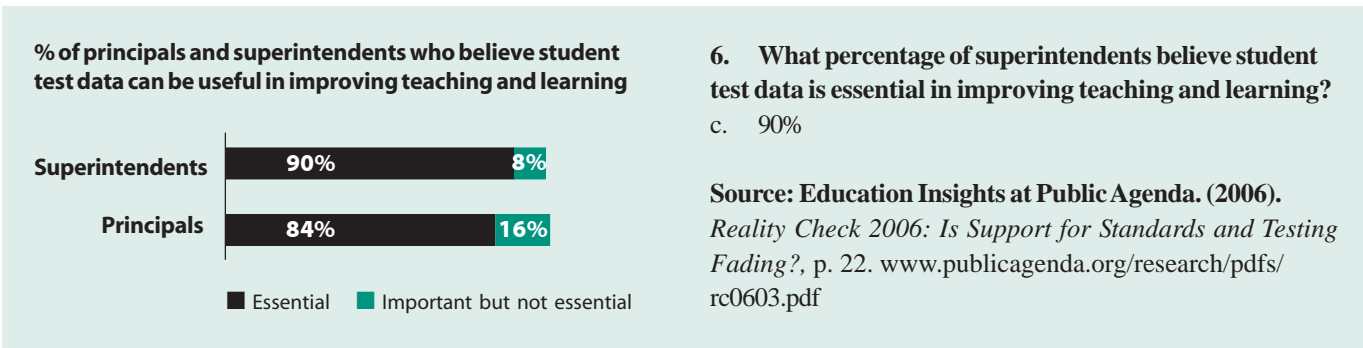 % of principals and superintendents who believe student
test data can be useful in improving teaching and learning
Superintendents 90% 8%
Principals 84% 16%
Essential Important but not essential
6. What percentage of superintendents believe student
test data is essential in improving teaching and learning?
c. 90%
Source: Education Insights at Public Agenda. (2006).
Reality Check 2006: Is Support for Standards and Testing
Fading?, p. 22. www.publicagenda.org/research/pdfs/
rc0603.pdf